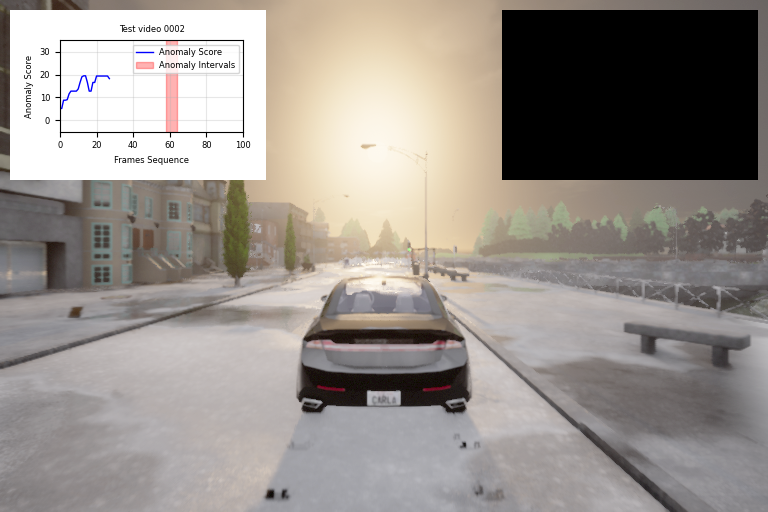 Test video 0002
Anomaly Score
Anomaly Intervals
Anomaly Score
30
20
10
0
0 20 40 60 80 100
Frames Sequence
CARLA